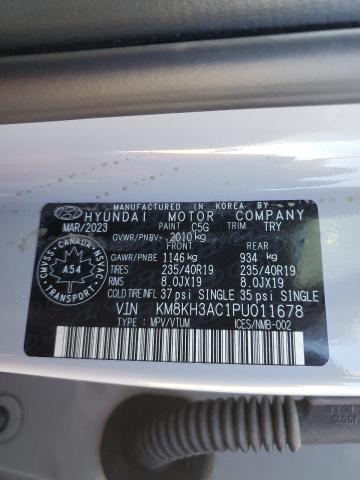 MANUFACTURED IN KOREA BY
HYUNDAI MOTOR COMPANY
MAR/2023 PAINT C5G TRIM TRY
GVWR/PNBV 2010 kg
FRONT REAR
GAWR/PNBE 1146 kg 934 kg
TIRES 235/40R19 235/40R19
RIMS 8.0JX19 8.0JX19
COLD TIRE INFL 37 psi SINGLE 35 psi SINGLE
VIN KM8KH3AC1PU011678
TYPE : MPV/VTUM ICES/NMB-002
CMVSS CANADA NSVAC
A54
TRANSPORT